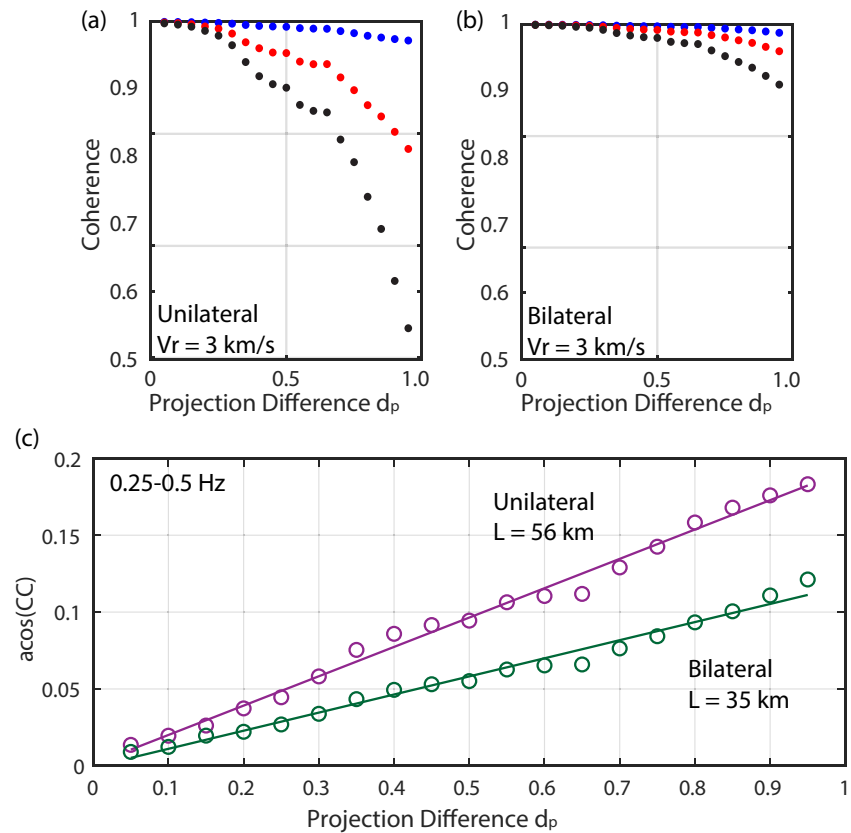 (a)
1
0.9
0.8
0.7
0.6
0.5
Coherence
Unilateral
Vr = 3 km/s
0
0.5
1.0
Projection Difference dₚ
(b)
1
0.9
0.8
0.7
0.6
0.5
Coherence
Bilateral
Vr = 3 km/s
0
0.5
1.0
Projection Difference dₚ
(c)
0.2
0.15
0.1
0.05
0
acos(CC)
0.25-0.5 Hz
Unilateral
L = 56 km
Bilateral
L = 35 km
0 0.1 0.2 0.3 0.4 0.5 0.6 0.7 0.8 0.9 1
Projection Difference dₚ